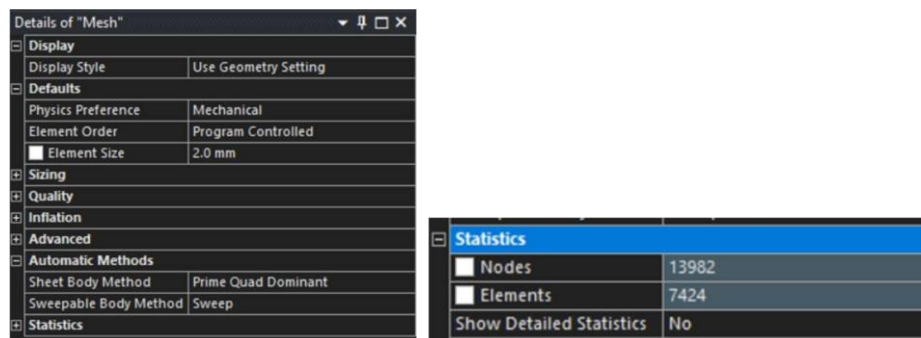 Details of "Mesh"
Display
Display Style Use Geometry Setting
Defaults
Physics Preference Mechanical
Element Order Program Controlled
Element Size 2.0 mm
Sizing
Quality
Inflation
Advanced
Automatic Methods
Sheet Body Method Prime Quad Dominant
Sweepable Body Method Sweep
Statistics
Statistics
Nodes 13982
Elements 7424
Show Detailed Statistics No